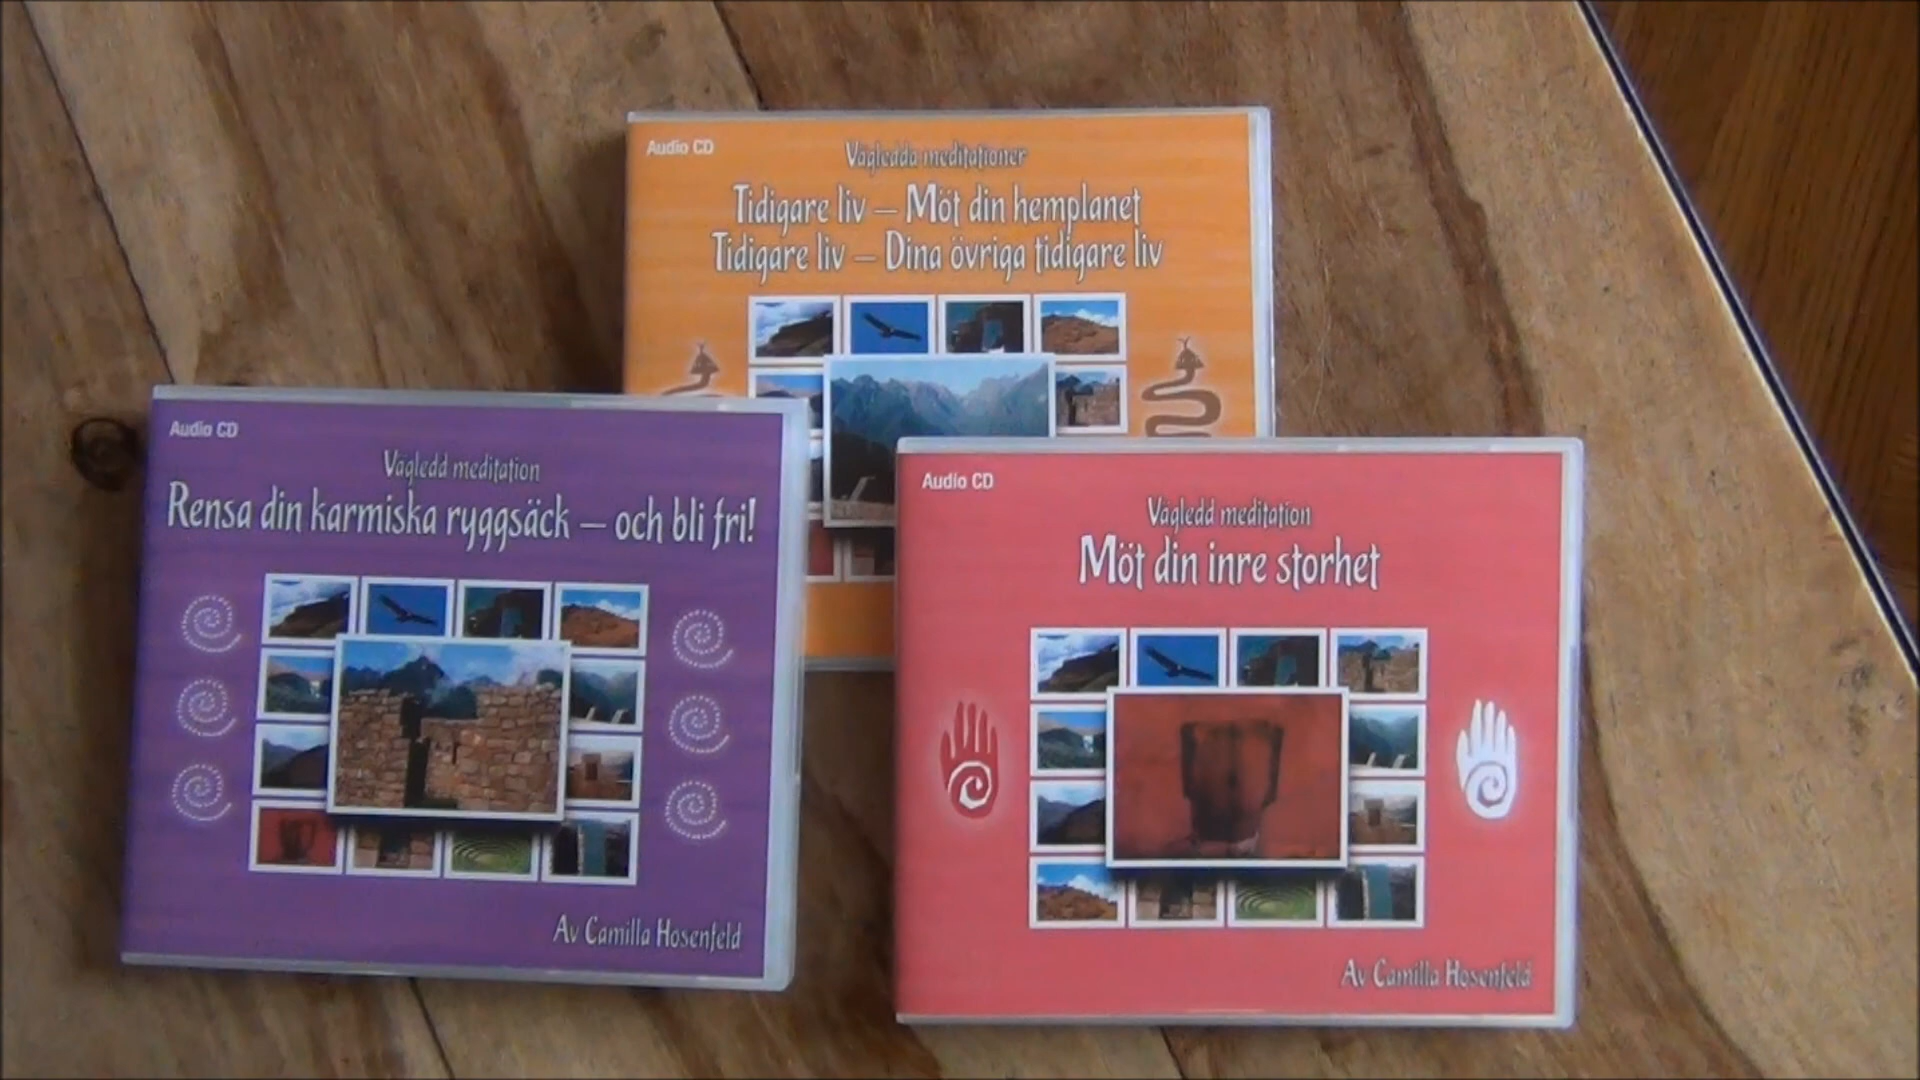 Audio CD
Vägledda meditationer
Tidigare liv – Möt din hemplanet
Tidigare liv – Dina övriga tidigare liv
Audio CD
Vägledd meditation
Rensa din karmiska ryggsäck – och bli fri!
Av Camilla Hosenfeld
Audio CD
Vägledd meditation
Möt din inre storhet
Av Camilla Hosenfeld